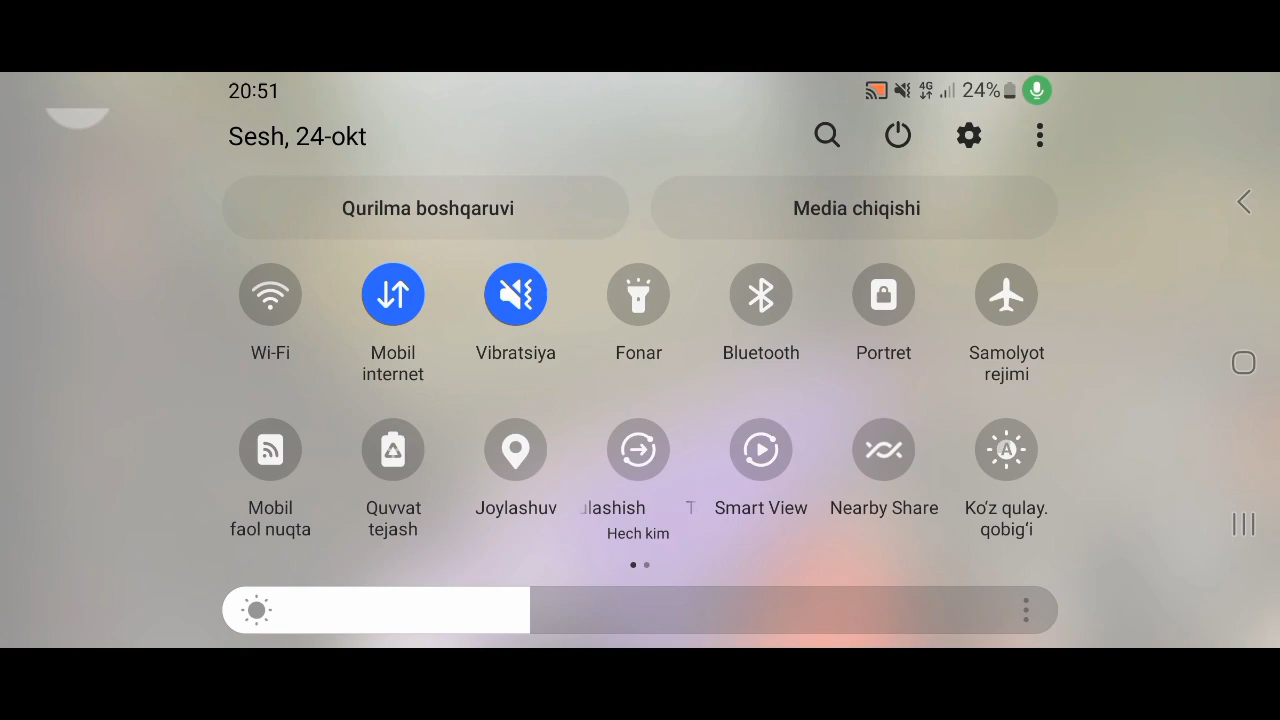 20:51
4G 24%
Sesh, 24-okt
Qurilma boshqaruvi Media chiqishi
Wi-Fi Mobil Vibratsiya Fonar Bluetooth Portret Samolyot
internet rejimi
A
Mobil Quvvat Joylashuv ulashish T Smart View Nearby Share Ko‘z qulay.
faol nuqta tejash Hech kim qobig‘i